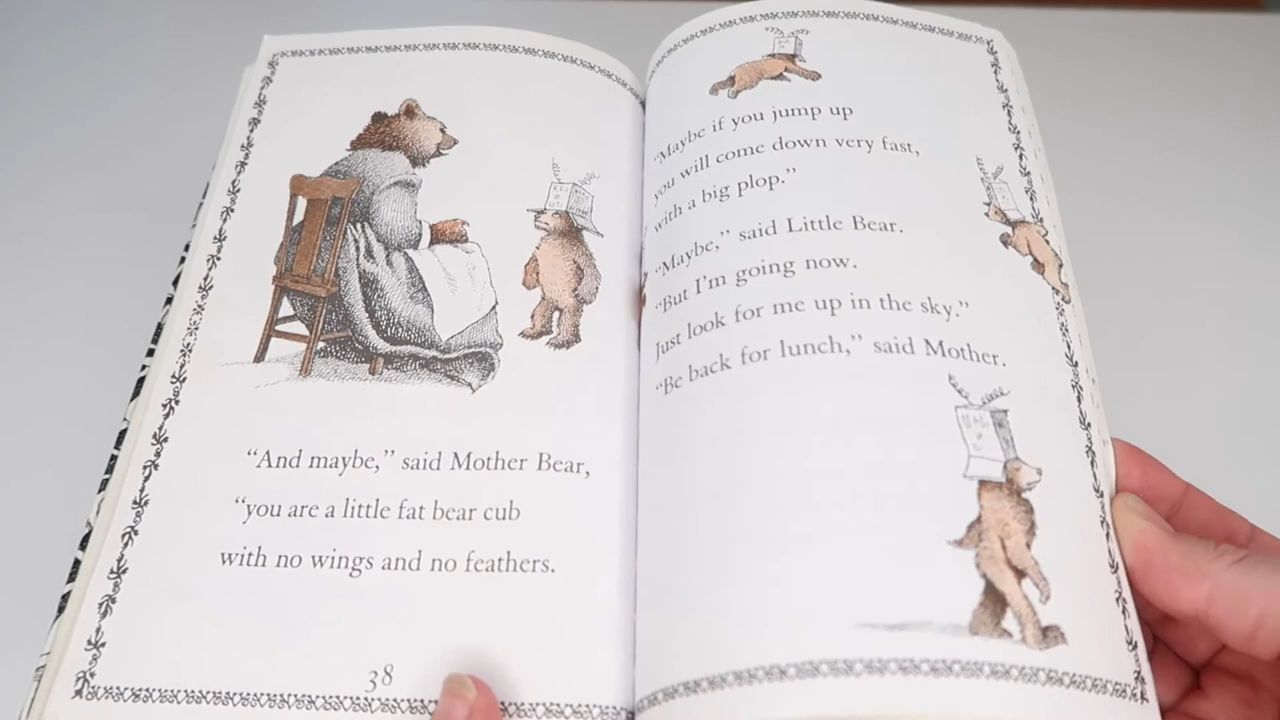 “And maybe,” said Mother Bear,
“you are a little fat bear cub
with no wings and no feathers.
38
“Maybe if you jump up
you will come down very fast,
with a big plop.”
“Maybe,” said Little Bear.
“But I’m going now.
Just look for me up in the sky.”
“Be back for lunch,” said Mother.